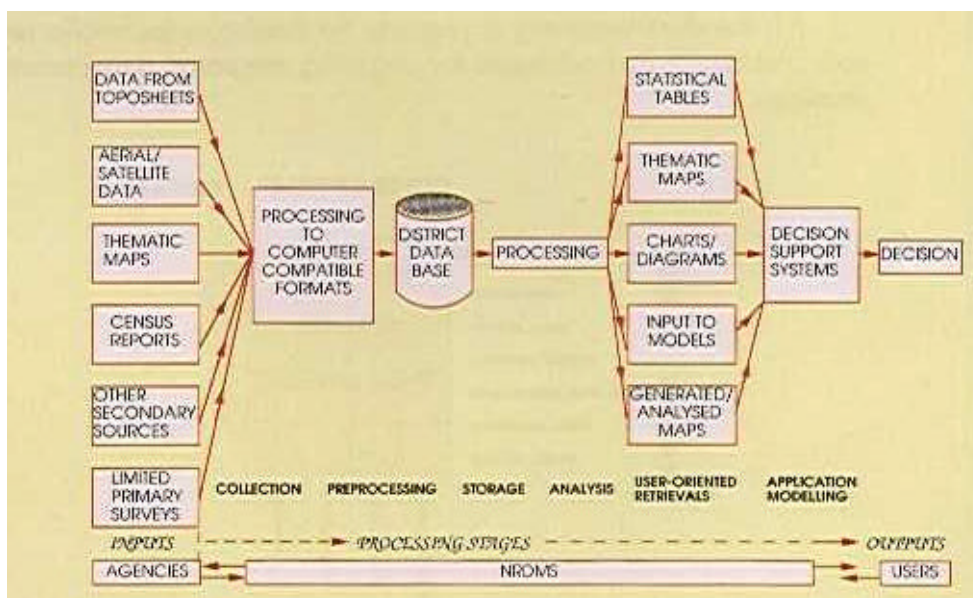 DATA FROM
TOPOSHEETS
AERIAL/
SATELLITE
DATA
THEMATIC
MAPS
CENSUS
REPORTS
OTHER
SECONDARY
SOURCES
LIMITED
PRIMARY
SURVEYS
PROCESSING
TO
COMPUTER
COMPATIBLE
FORMATS
DISTRICT
DATA
BASE
PROCESSING
STATISTICAL
TABLES
THEMATIC
MAPS
CHARTS/
DIAGRAMS
INPUT TO
MODELS
GENERATED/
ANALYSED
MAPS
DECISION
SUPPORT
SYSTEMS
DECISION
COLLECTION PREPROCESSING STORAGE ANALYSIS USER-ORIENTED
RETRIEVALS
APPLICATION
MODELLING
INPUTS PROCESSING STAGES OUTPUTS
AGENCIES NRDMS USERS